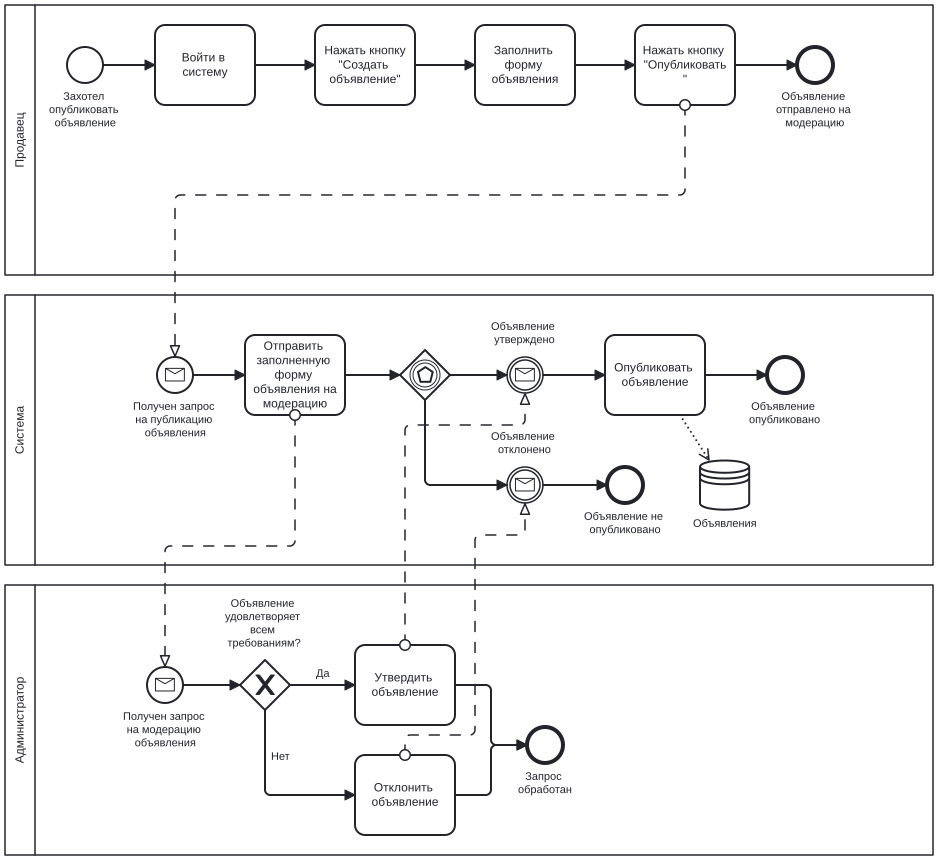 Продавец
Захотел
опубликовать
объявление
Войти в
систему
Нажать кнопку
"Создать
объявление"
Заполнить
форму
объявления
Нажать кнопку
"Опубликовать
"
Объявление
отправлено на
модерацию
Система
Получен запрос
на публикацию
объявления
Отправить
заполненную
форму
объявления на
модерацию
Объявление
утверждено
Опубликовать
объявление
Объявление
опубликовано
Объявление
отклонено
Объявление не
опубликовано
Объявления
Администратор
Получен запрос
на модерацию
объявления
Объявление
удовлетворяет
всем
требованиям?
Да
Утвердить
объявление
Нет
Отклонить
объявление
Запрос
обработан